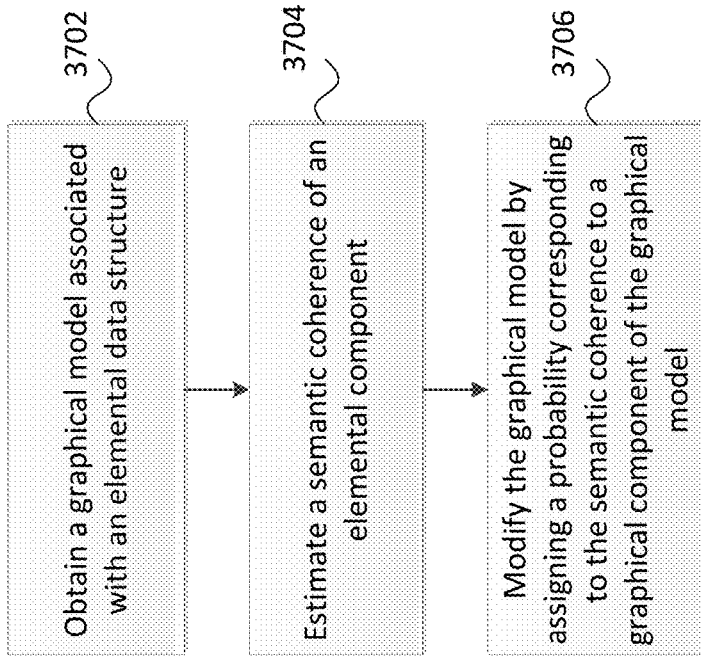 3702
Obtain a graphical model associated
with an elemental data structure
3704
Estimate a semantic coherence of an
elemental component
3706
Modify the graphical model by
assigning a probability corresponding
to the semantic coherence to a
graphical component of the graphical
model